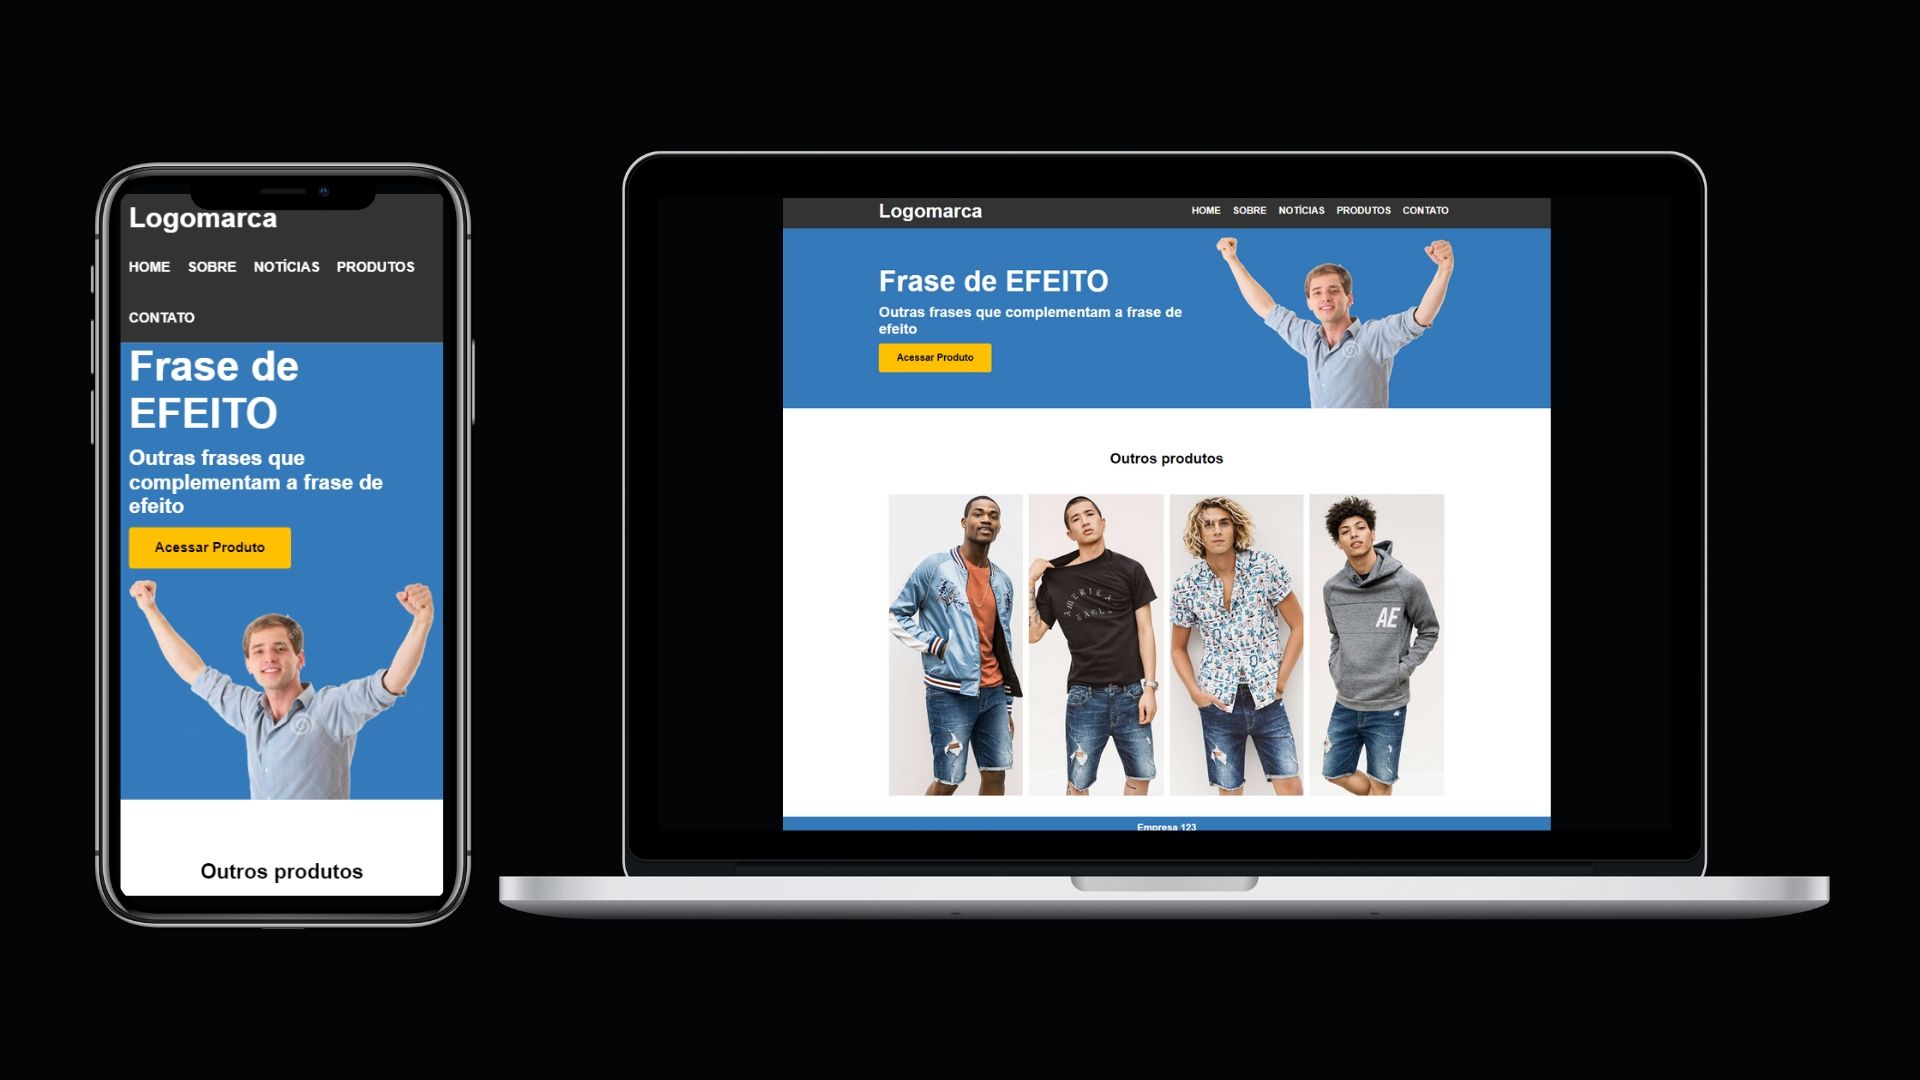 Logomarca
HOME SOBRE NOTÍCIAS PRODUTOS
CONTATO
Frase de
EFEITO
Outras frases que
complementam a frase de
efeito
Acessar Produto
Outros produtos
Logomarca
HOME SOBRE NOTÍCIAS PRODUTOS CONTATO
Frase de EFEITO
Outras frases que complementam a frase de
efeito
Acessar Produto
Outros produtos
AMERICAN
EAGLE
AE
Empresa 123